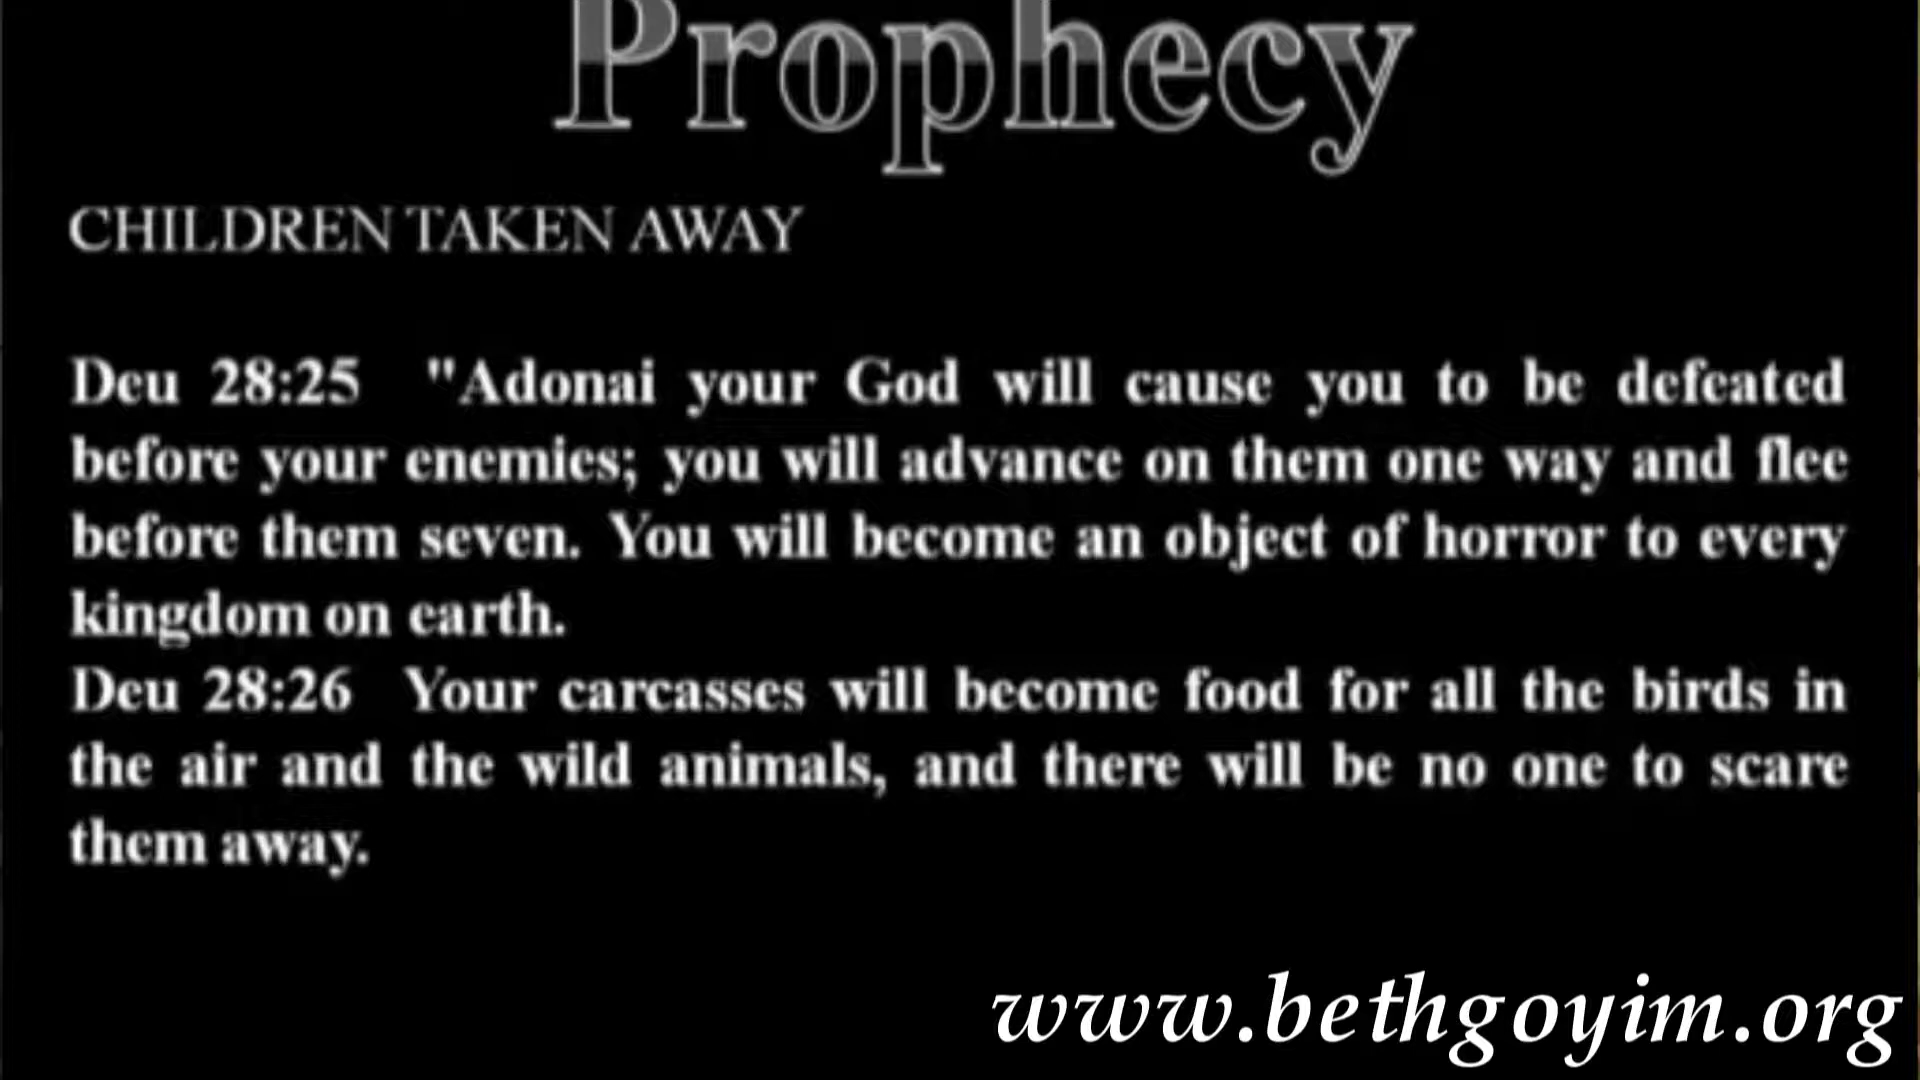 Prophecy
CHILDREN TAKEN AWAY
Deu 28:25 "Adonai your God will cause you to be defeated
before your enemies; you will advance on them one way and flee
before them seven. You will become an object of horror to every
kingdom on earth.
Deu 28:26 Your carcasses will become food for all the birds in
the air and the wild animals, and there will be no one to scare
them away.
www.bethgoyim.org